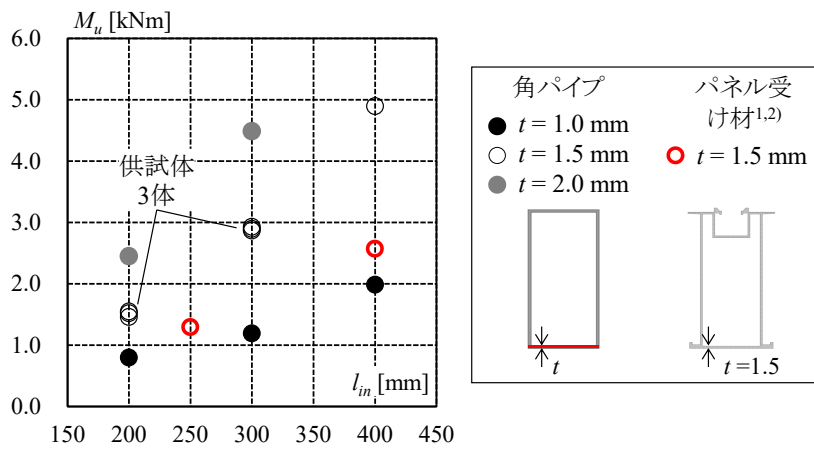 M_u [kNm]
6.0
5.0
4.0
3.0
2.0
1.0
0.0
供試体
3体
l_in [mm]
150 200 250 300 350 400 450
角パイプ
t = 1.0 mm
t = 1.5 mm
t = 2.0 mm
t
パネル受
け材1,2)
t = 1.5 mm
t=1.5